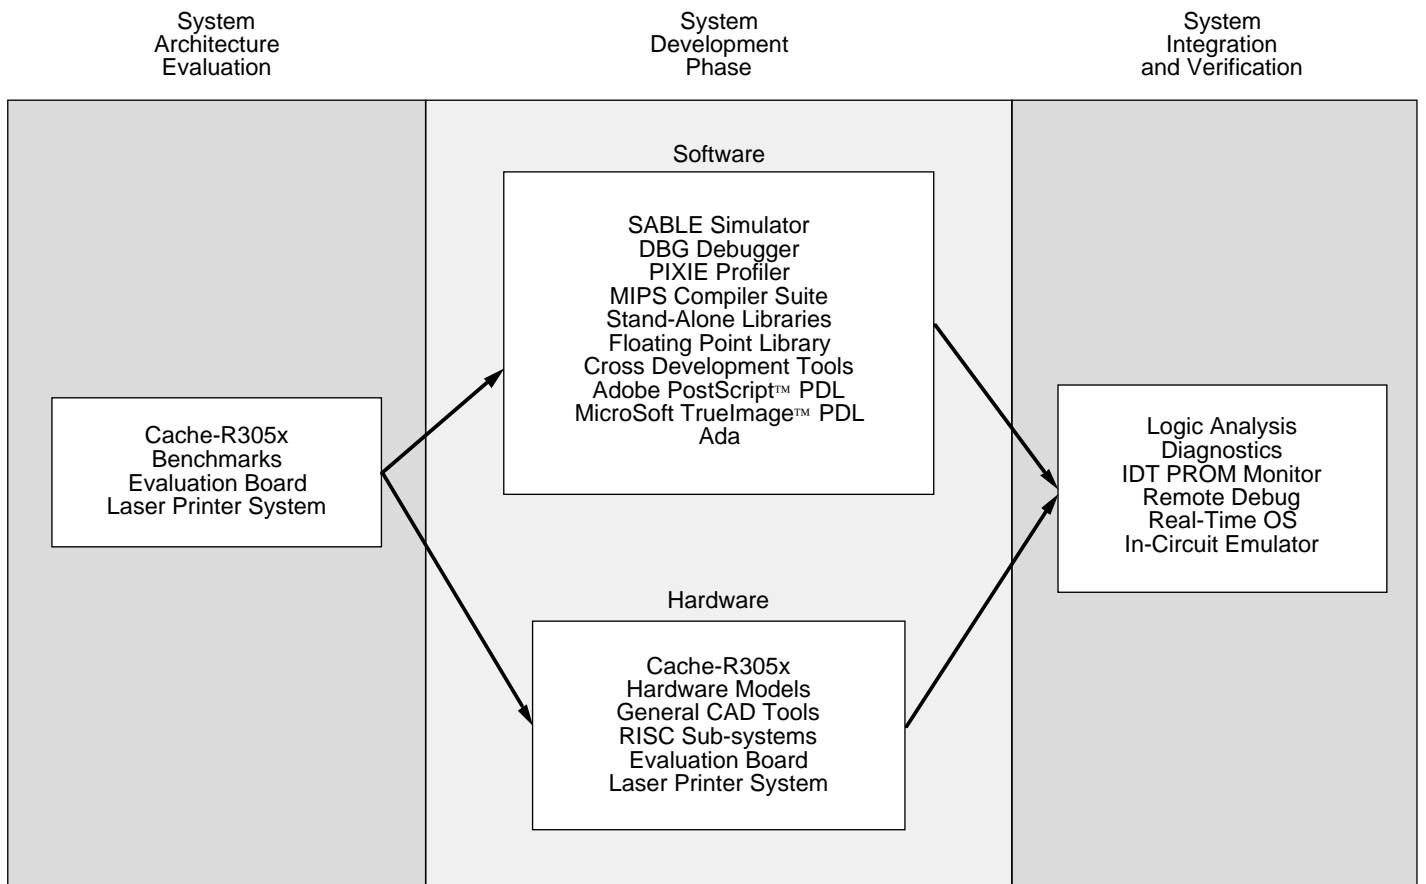 System
Architecture
Evaluation
System
Development
Phase
System
Integration
and Verification
Software
SABLE Simulator
DBG Debugger
PIXIE Profiler
MIPS Compiler Suite
Stand-Alone Libraries
Floating Point Library
Cross Development Tools
Adobe PostScript™ PDL
MicroSoft TrueImage™ PDL
Ada
Cache-R305x
Benchmarks
Evaluation Board
Laser Printer System
Logic Analysis
Diagnostics
IDT PROM Monitor
Remote Debug
Real-Time OS
In-Circuit Emulator
Hardware
Cache-R305x
Hardware Models
General CAD Tools
RISC Sub-systems
Evaluation Board
Laser Printer System